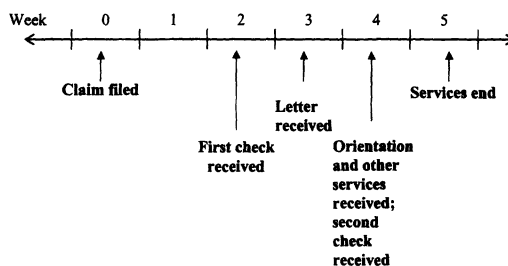 Week 0 1 2 3 4 5
Claim filed
First check
received
Letter
received
Orientation
and other
services
received;
second
check
received
Services end